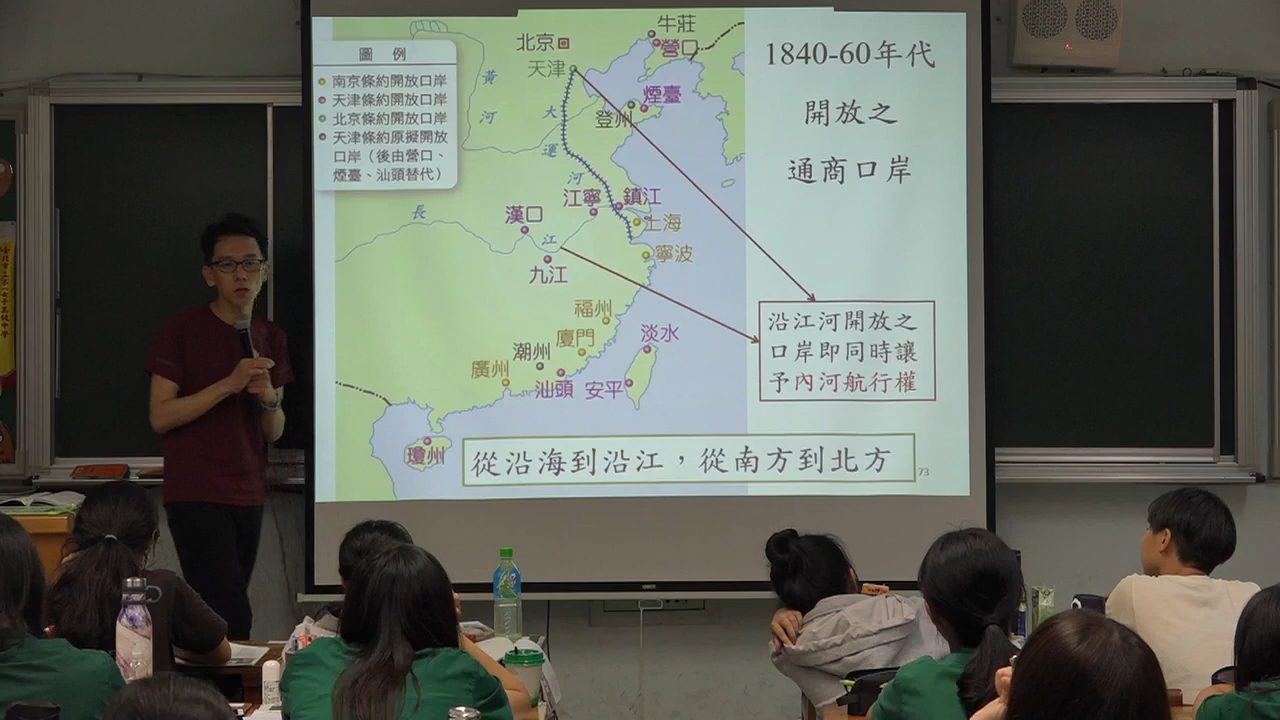 圖 例
南京條約開放口岸
天津條約開放口岸
北京條約開放口岸
天津條約原擬開放
口岸（後由營口、
煙臺、汕頭替代）
1840-60年代
開放之
通商口岸
牛莊
營口
北京
天津
黃
河
大
運
河
煙臺
登州
江寧
鎮江
上海
長
江
漢口
寧波
九江
福州
廈門
淡水
潮州
廣州
汕頭
安平
瓊州
沿江河開放之
口岸即同時讓
予內河航行權
從沿海到沿江，從南方到北方
73